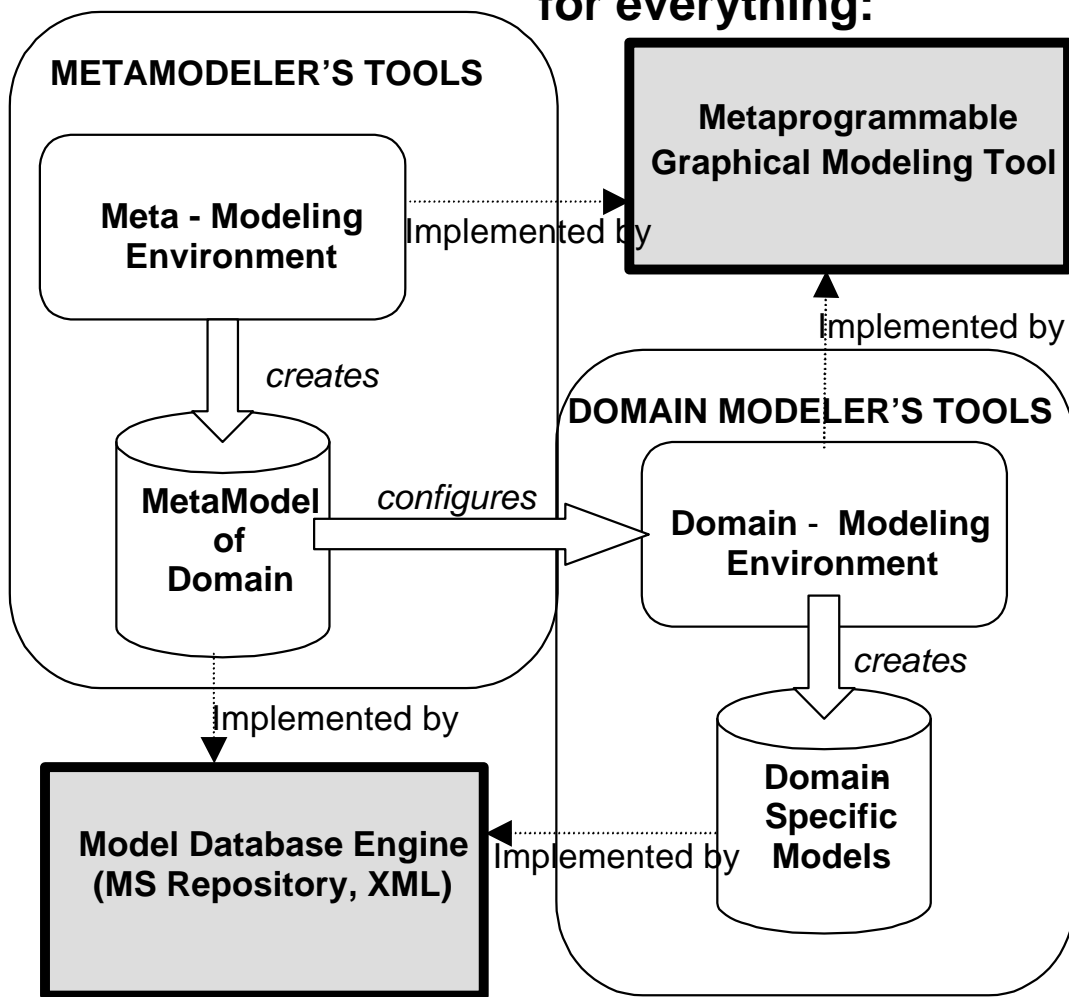 for everything:
METAMODELER'S TOOLS
Metaprogrammable
Graphical Modeling Tool
Meta - Modeling
Environment
Implemented by
Implemented by
creates
DOMAIN MODELER'S TOOLS
MetaModel
of
Domain
configures
Domain - Modeling
Environment
creates
Implemented by
Domain-
Specific
Models
Model Database Engine
(MS Repository, XML)
Implemented by